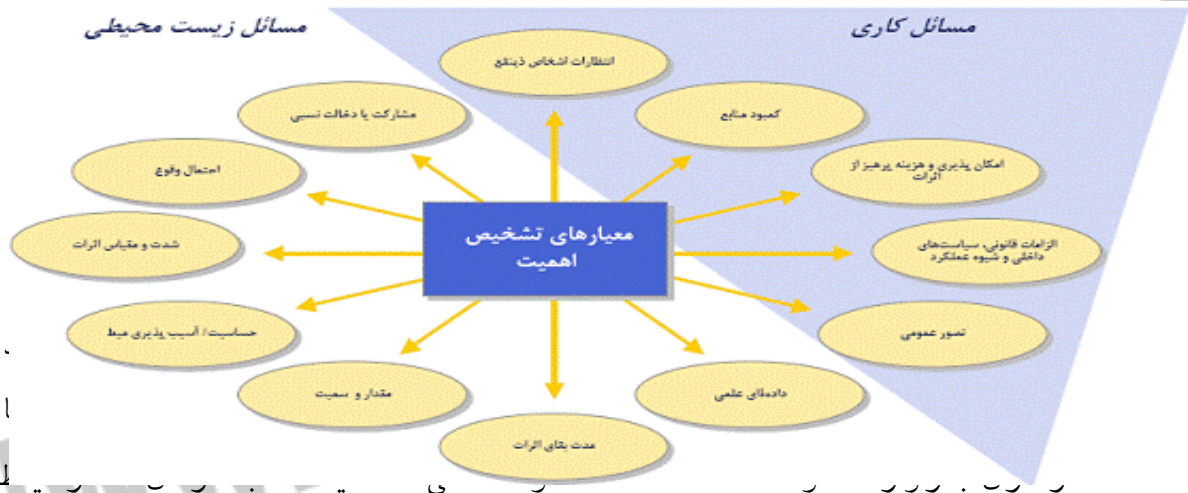 مسائل زیست محیطی
مسائل کاری
انتظارات اشخاص ذینفع
مشارکت یا دخالت نسبی
کمبود منابع
احتمال وقوع
امکان پذیری و هزینه پرهیز از
اثرات
شدت و مقیاس اثرات
معیارهای تشخیص
اهمیت
الزامات قانونی، سیاست‌های
داخلی و شیوه عملکرد
حساسیت/ آسیب پذیری میط
تصور عمومی
مقدار و سمیت
داده‌های علمی
مدت بقای اثرات